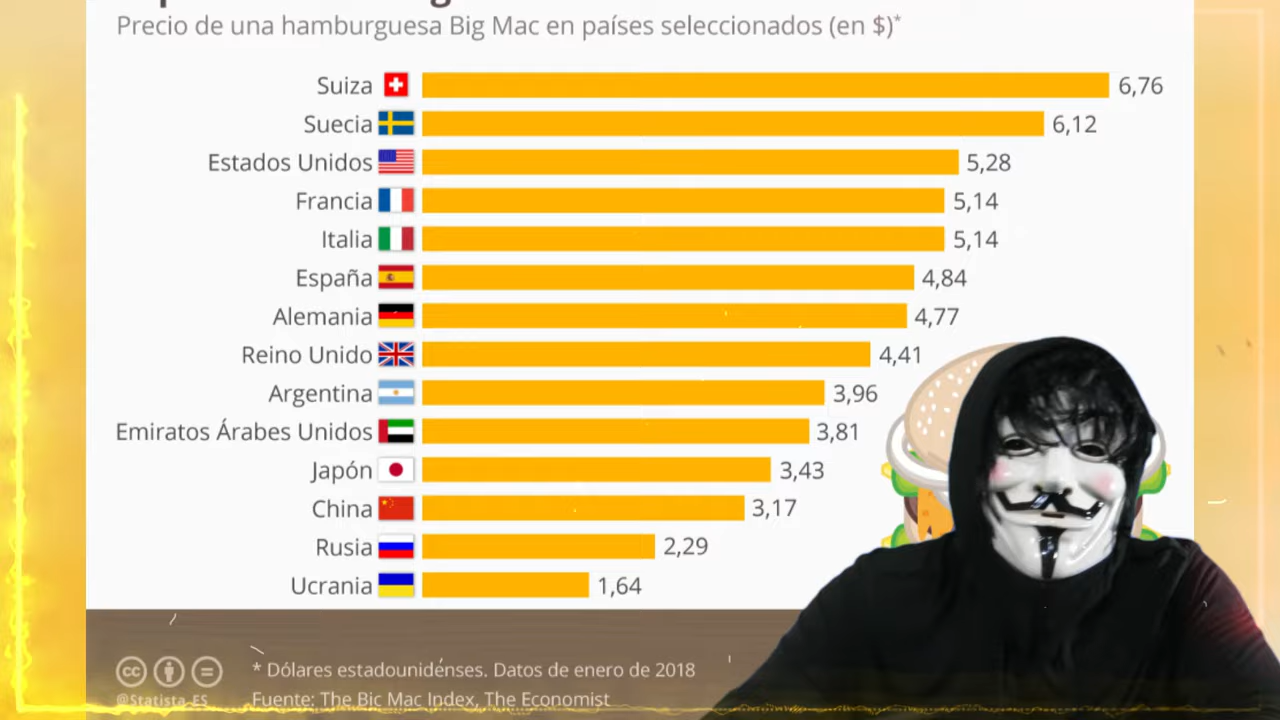 Precio de una hamburguesa Big Mac en países seleccionados (en $)*
Suiza 6,76
Suecia 6,12
Estados Unidos 5,28
Francia 5,14
Italia 5,14
España 4,84
Alemania 4,77
Reino Unido 4,41
Argentina 3,96
Emiratos Árabes Unidos 3,81
Japón 3,43
China 3,17
Rusia 2,29
Ucrania 1,64
* Dólares estadounidenses. Datos de enero de 2018
@Statista_ES Fuente: The Bic Mac Index, The Economist